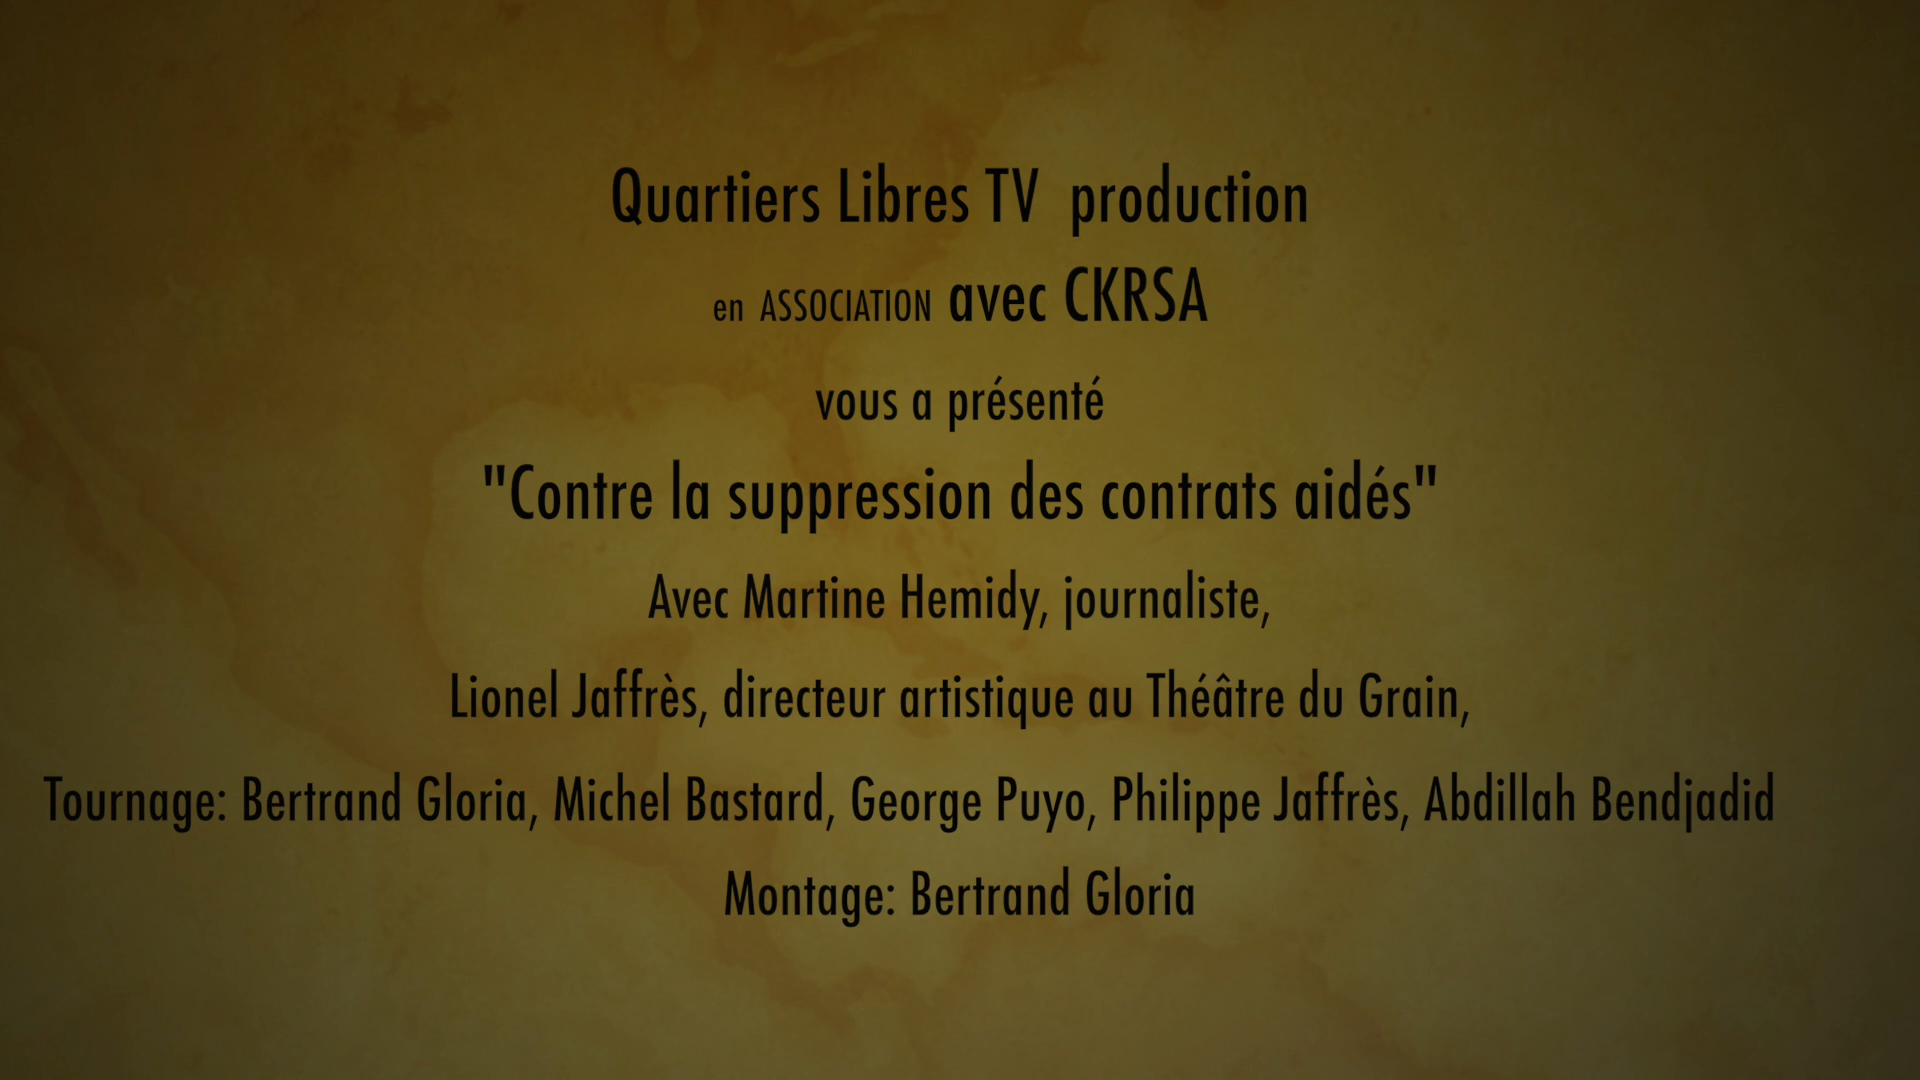 Quartiers Libres TV production
en ASSOCIATION avec CKRSA
vous a présenté
"Contre la suppression des contrats aidés"
Avec Martine Hemidy, journaliste,
Lionel Jaffrès, directeur artistique au Théâtre du Grain,
Tournage: Bertrand Gloria, Michel Bastard, George Puyo, Philippe Jaffrès, Abdillah Bendjadid
Montage: Bertrand Gloria